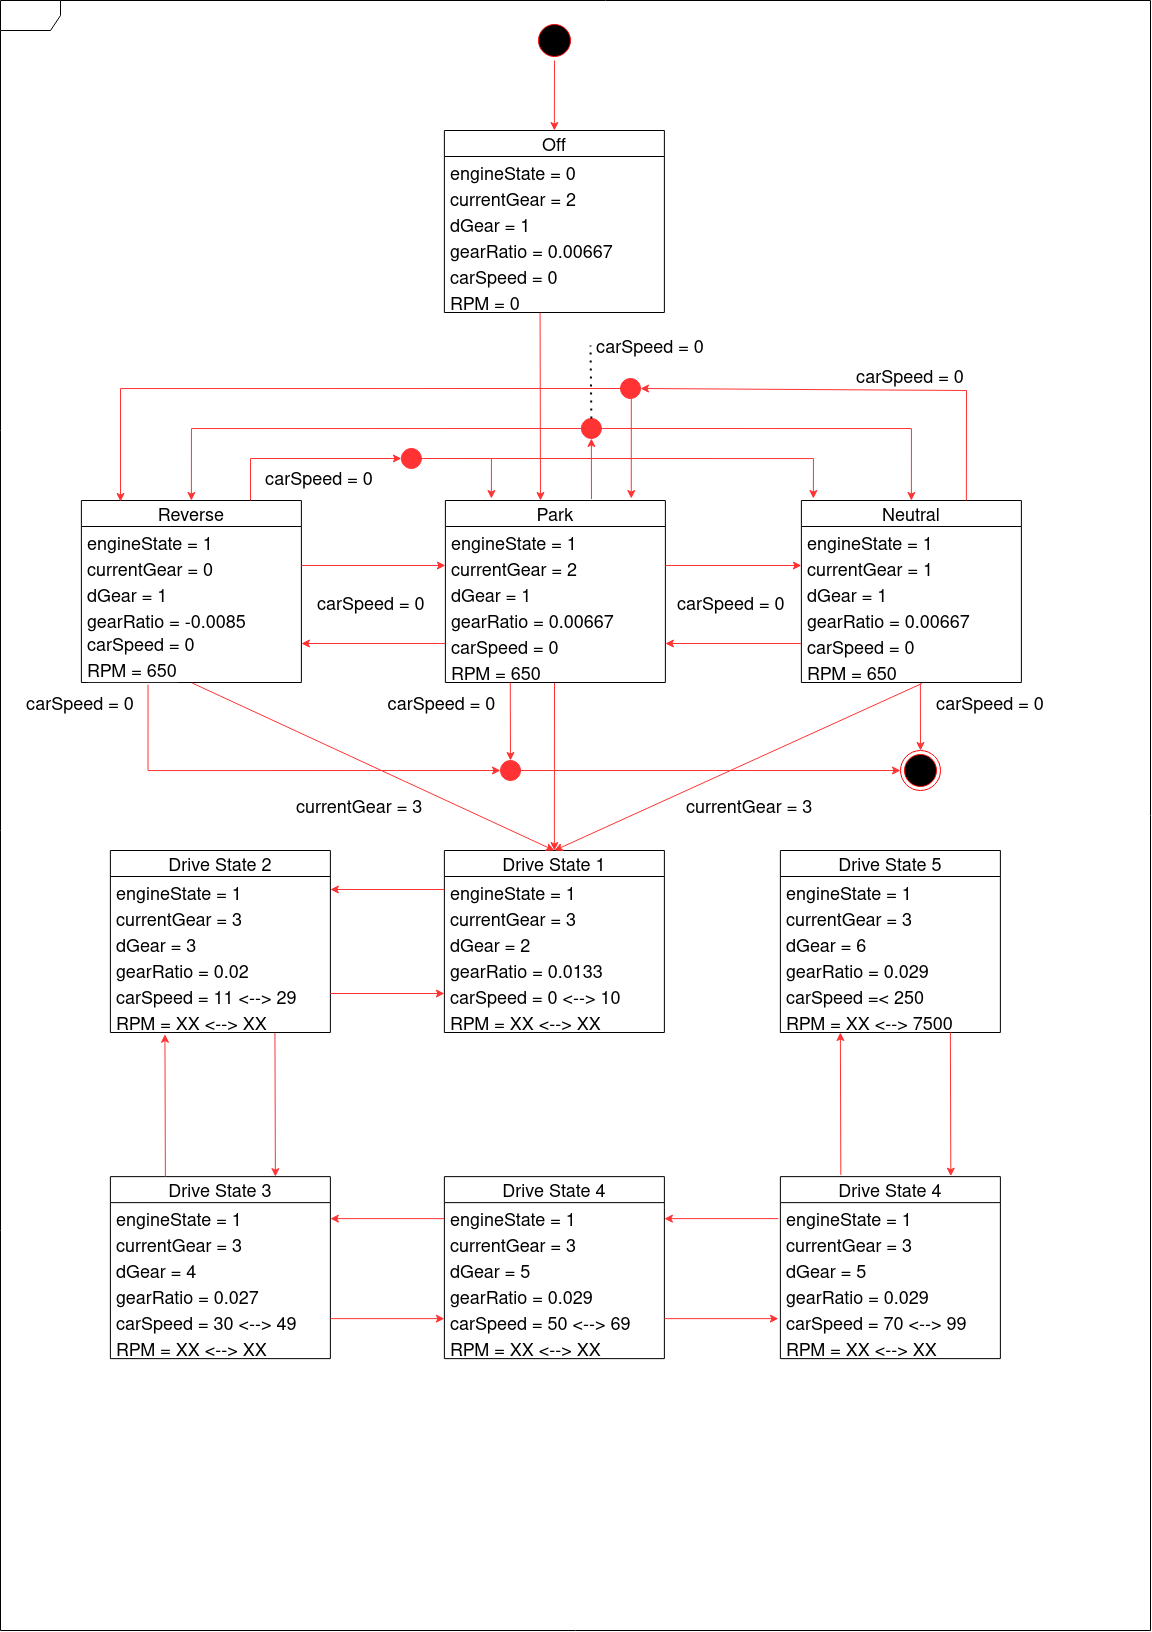 Off
engineState = 0
currentGear = 2
dGear = 1
gearRatio = 0.00667
carSpeed = 0
RPM = 0
carSpeed = 0
carSpeed = 0
carSpeed = 0
Reverse
engineState = 1
currentGear = 0
dGear = 1
gearRatio = -0.0085
carSpeed = 0
RPM = 650
carSpeed = 0
Park
engineState = 1
currentGear = 2
dGear = 1
gearRatio = 0.00667
carSpeed = 0
RPM = 650
carSpeed = 0
Neutral
engineState = 1
currentGear = 1
dGear = 1
gearRatio = 0.00667
carSpeed = 0
RPM = 650
carSpeed = 0
carSpeed = 0
carSpeed = 0
currentGear = 3
currentGear = 3
Drive State 2
engineState = 1
currentGear = 3
dGear = 3
gearRatio = 0.02
carSpeed = 11 <--> 29
RPM = XX <--> XX
Drive State 1
engineState = 1
currentGear = 3
dGear = 2
gearRatio = 0.0133
carSpeed = 0 <--> 10
RPM = XX <--> XX
Drive State 5
engineState = 1
currentGear = 3
dGear = 6
gearRatio = 0.029
carSpeed =< 250
RPM = XX <--> 7500
Drive State 3
engineState = 1
currentGear = 3
dGear = 4
gearRatio = 0.027
carSpeed = 30 <--> 49
RPM = XX <--> XX
Drive State 4
engineState = 1
currentGear = 3
dGear = 5
gearRatio = 0.029
carSpeed = 50 <--> 69
RPM = XX <--> XX
Drive State 4
engineState = 1
currentGear = 3
dGear = 5
gearRatio = 0.029
carSpeed = 70 <--> 99
RPM = XX <--> XX